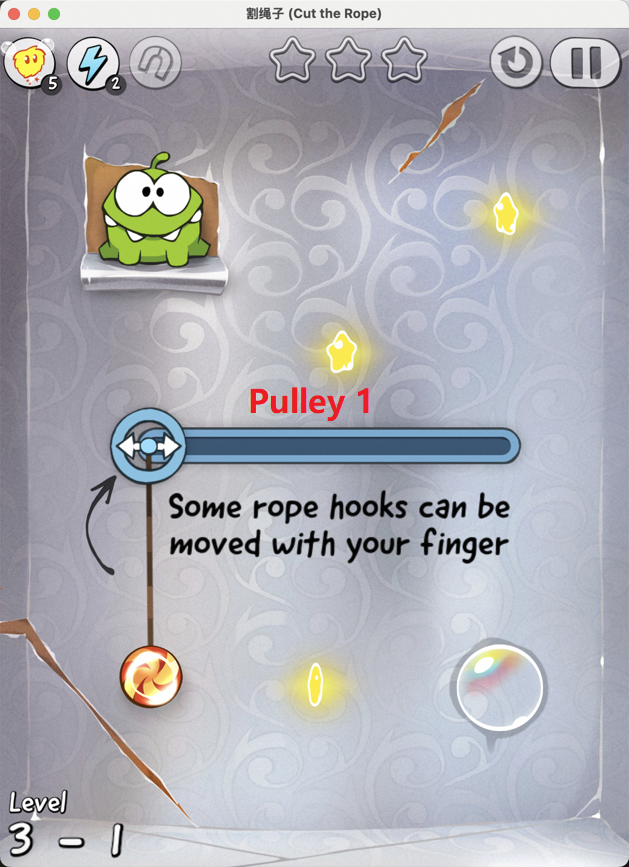 割绳子 (Cut the Rope)
5
2
Pulley 1
Some rope hooks can be
moved with your finger
Level
3 - 1